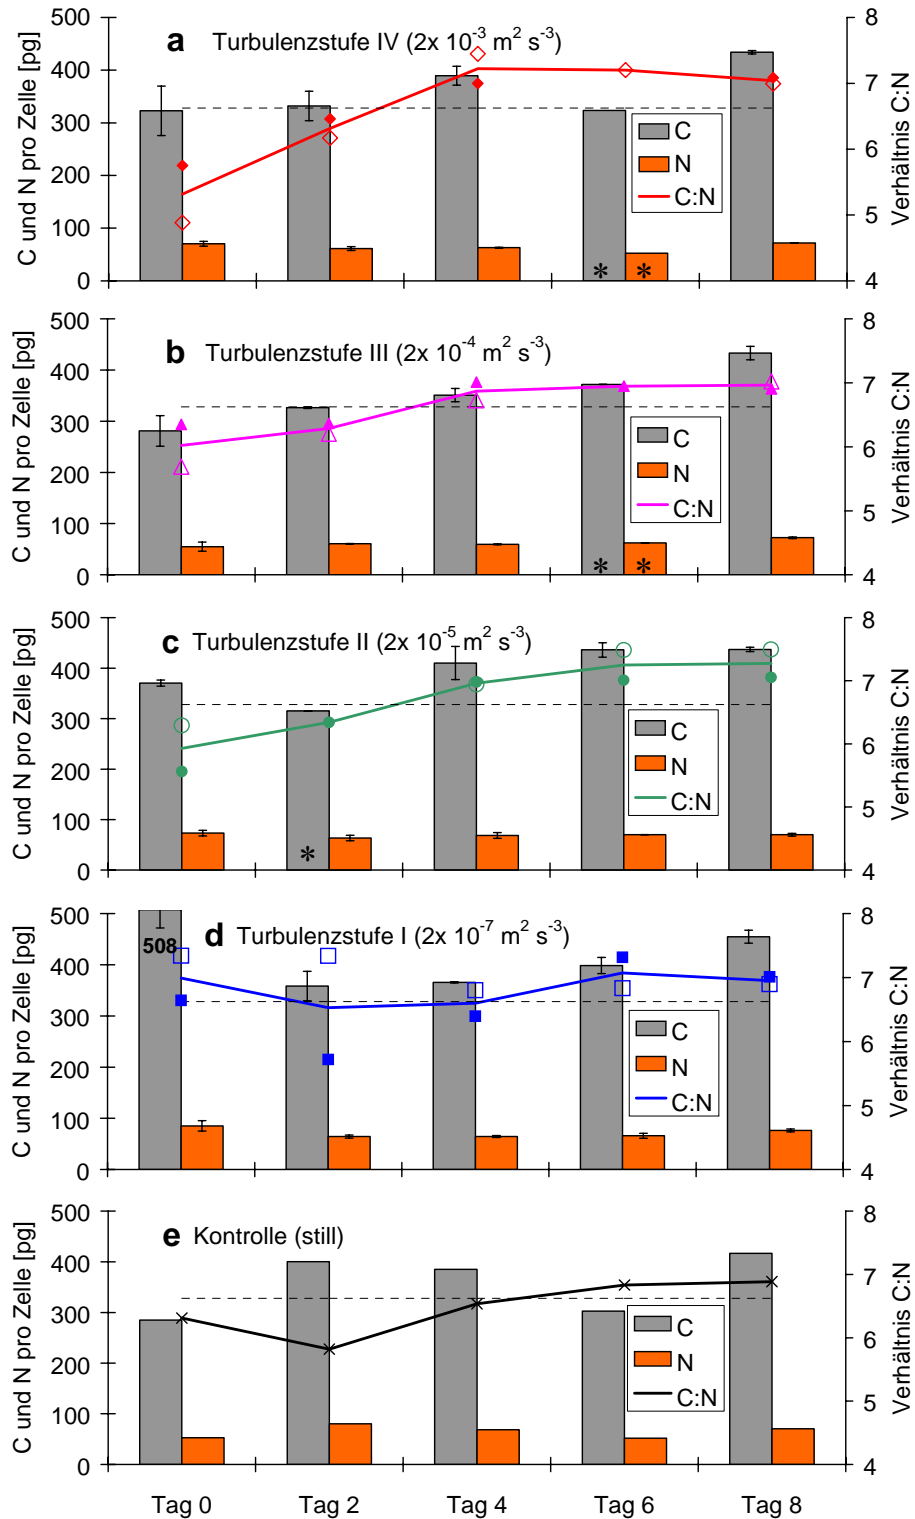 a Turbulenzstufe IV (2x 10⁻³ m² s⁻³)
C und N pro Zelle [pg]
500
400
300
200
100
0
Verhältnis C:N
8
7
6
5
4
C
N
C:N
* *
b Turbulenzstufe III (2x 10⁻⁴ m² s⁻³)
C und N pro Zelle [pg]
500
400
300
200
100
0
Verhältnis C:N
8
7
6
5
4
C
N
C:N
* *
c Turbulenzstufe II (2x 10⁻⁵ m² s⁻³)
C und N pro Zelle [pg]
500
400
300
200
100
0
Verhältnis C:N
8
7
6
5
4
C
N
C:N
*
d Turbulenzstufe I (2x 10⁻⁷ m² s⁻³)
508
C und N pro Zelle [pg]
500
400
300
200
100
0
Verhältnis C:N
8
7
6
5
4
C
N
C:N
e Kontrolle (still)
C und N pro Zelle [pg]
500
400
300
200
100
0
Verhältnis C:N
8
7
6
5
4
C
N
C:N
Tag 0 Tag 2 Tag 4 Tag 6 Tag 8